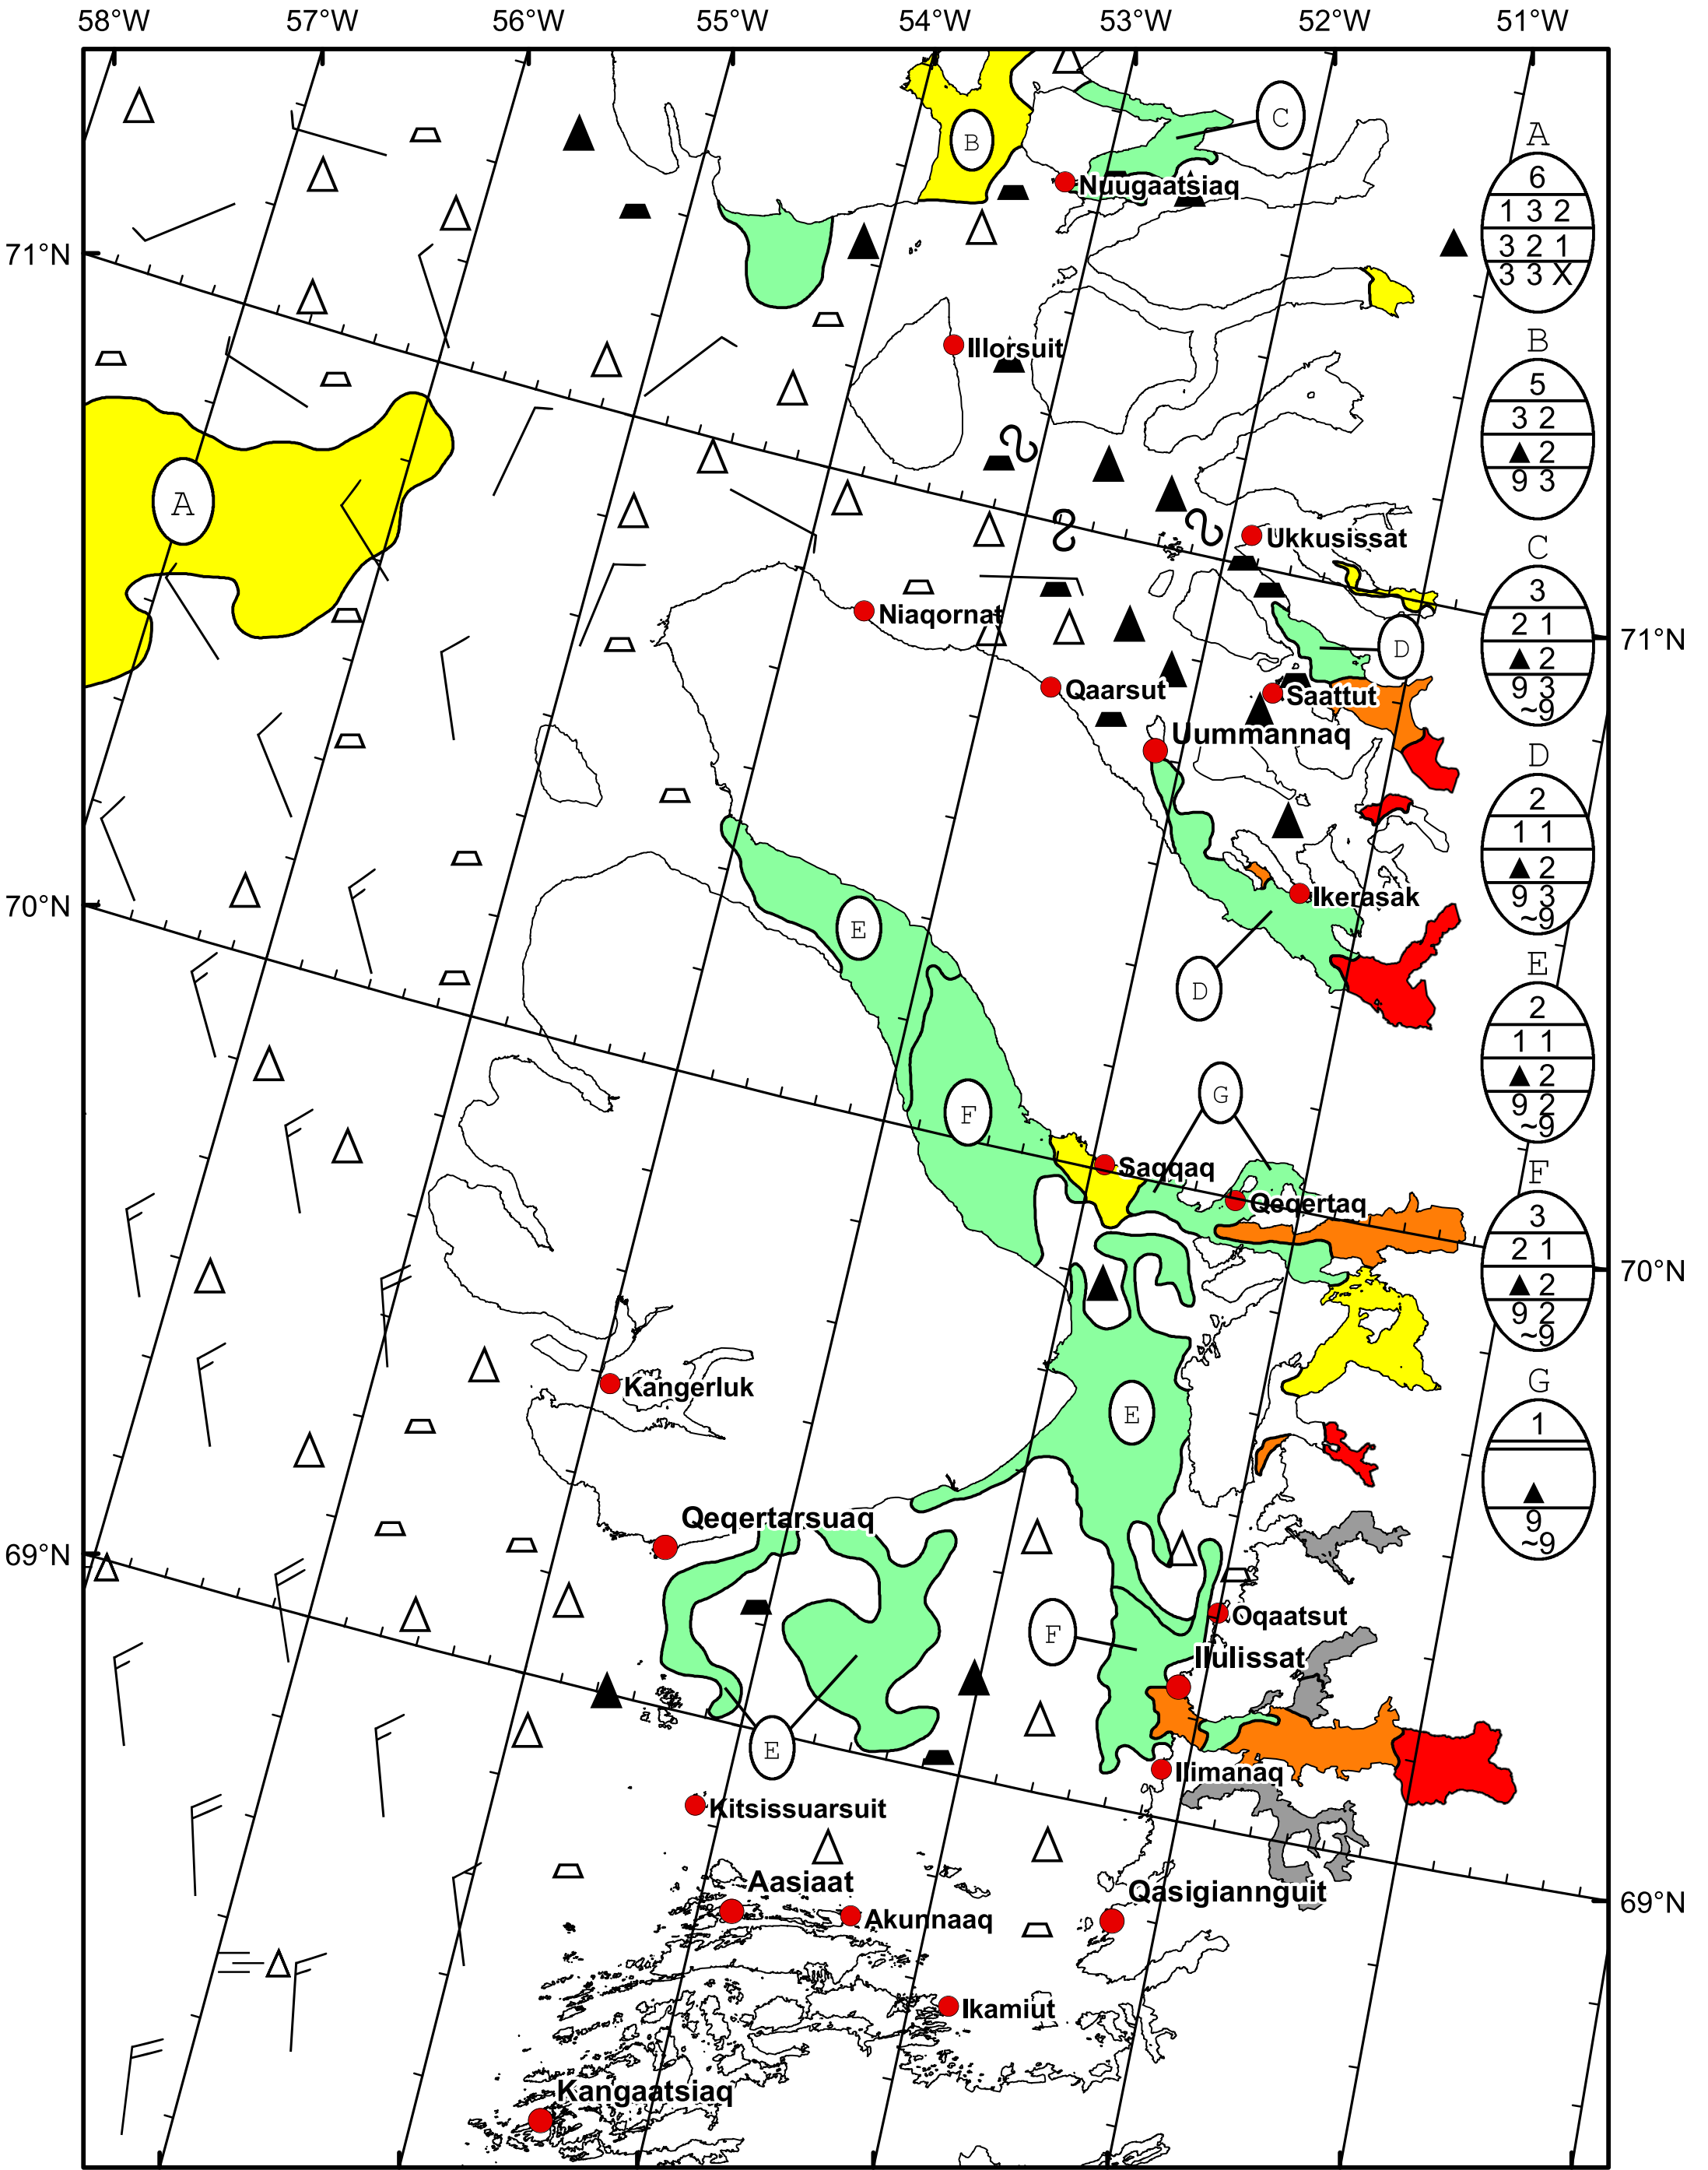 58°W 57°W 56°W 55°W 54°W 53°W 52°W 51°W
C
A
B
6
Nuugaatsiaq
1 3 2
71°N
3 2 1
3 3 X
B
Illorsuit
5
3 2
2
9 3
A
Ukkusissat
C
3
Niaqornat
2 1
D
71°N
2
Qaarsut
Saattut
9 3
~9
Uummannaq
D
2
1 1
2
Ikerasak
9 3
70°N
~9
E
D
E
2
1 1
G
2
F
9 2
~9
Saqqaq
F
Qeqertaq
3
2 1
70°N
2
9 2
~9
Kangerluk
G
E
1
Qeqertarsuaq
9
~9
69°N
Oqaatsut
F
Ilulissat
E
Ilimanaq
Kitsissuarsuit
Aasiaat
Qasigiannguit
69°N
Akunnaaq
Ikamiut
Kangaatsiaq